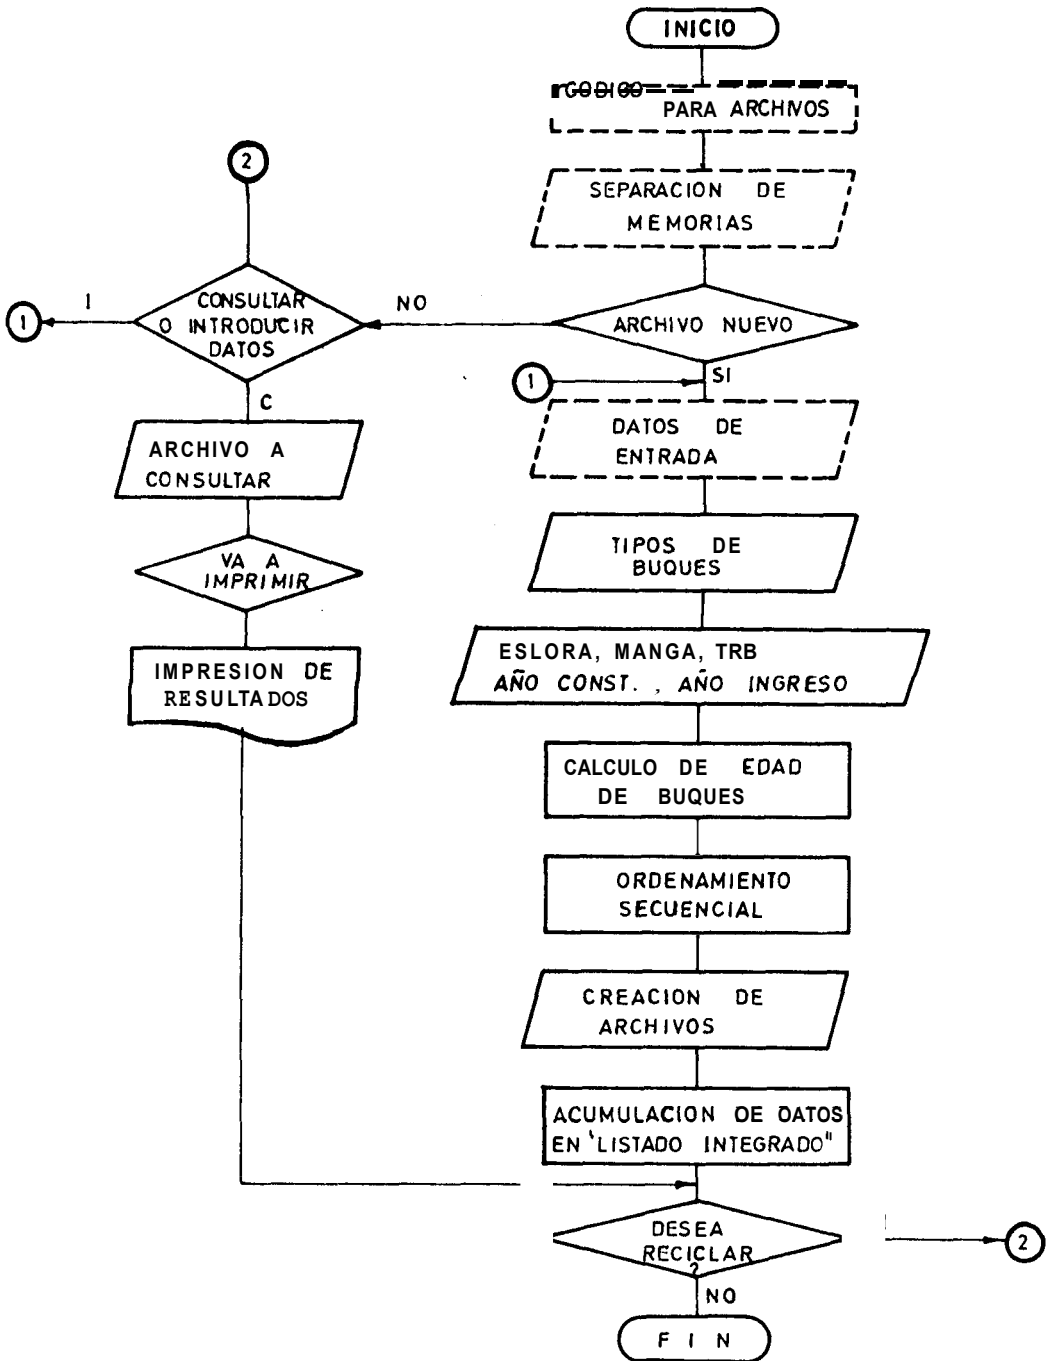 INICIO
CODIGO
PARA ARCHIVOS
2
SEPARACION DE
MEMORIAS
ARCHIVO NUEVO
NO
SI
CONSULTAR
O INTRODUCIR
DATOS
I
1
C
ARCHIVO A
CONSULTAR
VA A
IMPRIMIR
IMPRESION DE
RESULTADOS
1
DATOS DE
ENTRADA
TIPOS DE
BUQUES
ESLORA, MANGA, TRB
AÑO CONST. , AÑO INGRESO
CALCULO DE EDAD
DE BUQUES
ORDENAMIENTO
SECUENCIAL
CREACION DE
ARCHIVOS
ACUMULACION DE DATOS
EN "LISTADO INTEGRADO"
DESEA
RECICLAR
?
2
NO
FIN